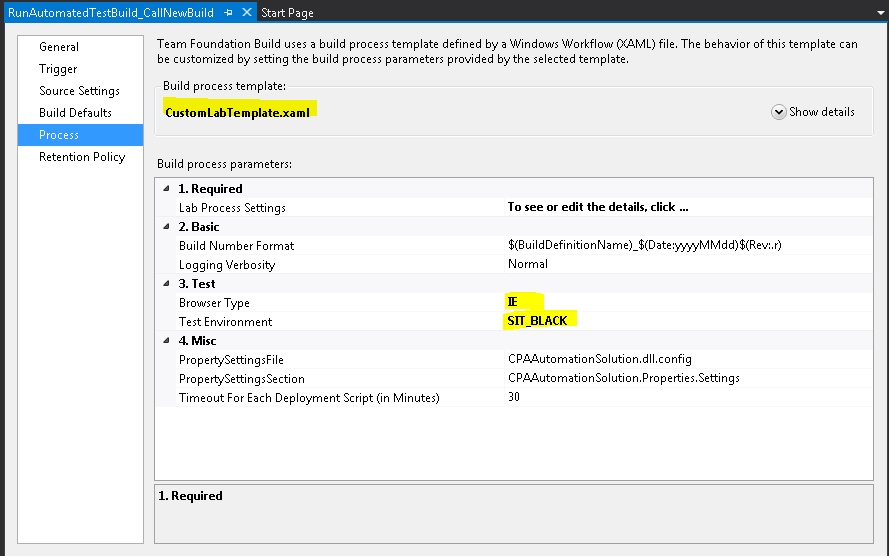 RunAutomatedTestBuild_CallNewBuild
Start Page
General
Trigger
Source Settings
Build Defaults
Process
Retention Policy
Team Foundation Build uses a build process template defined by a Windows Workflow (XAML) file. The behavior of this template can
be customized by setting the build process parameters provided by the selected template.
Build process template:
CustomLabTemplate.xaml
Show details
Build process parameters:
1. Required
Lab Process Settings To see or edit the details, click ...
2. Basic
Build Number Format $(BuildDefinitionName)_$(Date:yyyyMMdd)$(Rev:.r)
Logging Verbosity Normal
3. Test
Browser Type IE
Test Environment SIT_BLACK
4. Misc
PropertySettingsFile CPAAutomationSolution.dll.config
PropertySettingsSection CPAAutomationSolution.Properties.Settings
Timeout For Each Deployment Script (in Minutes) 30
1. Required